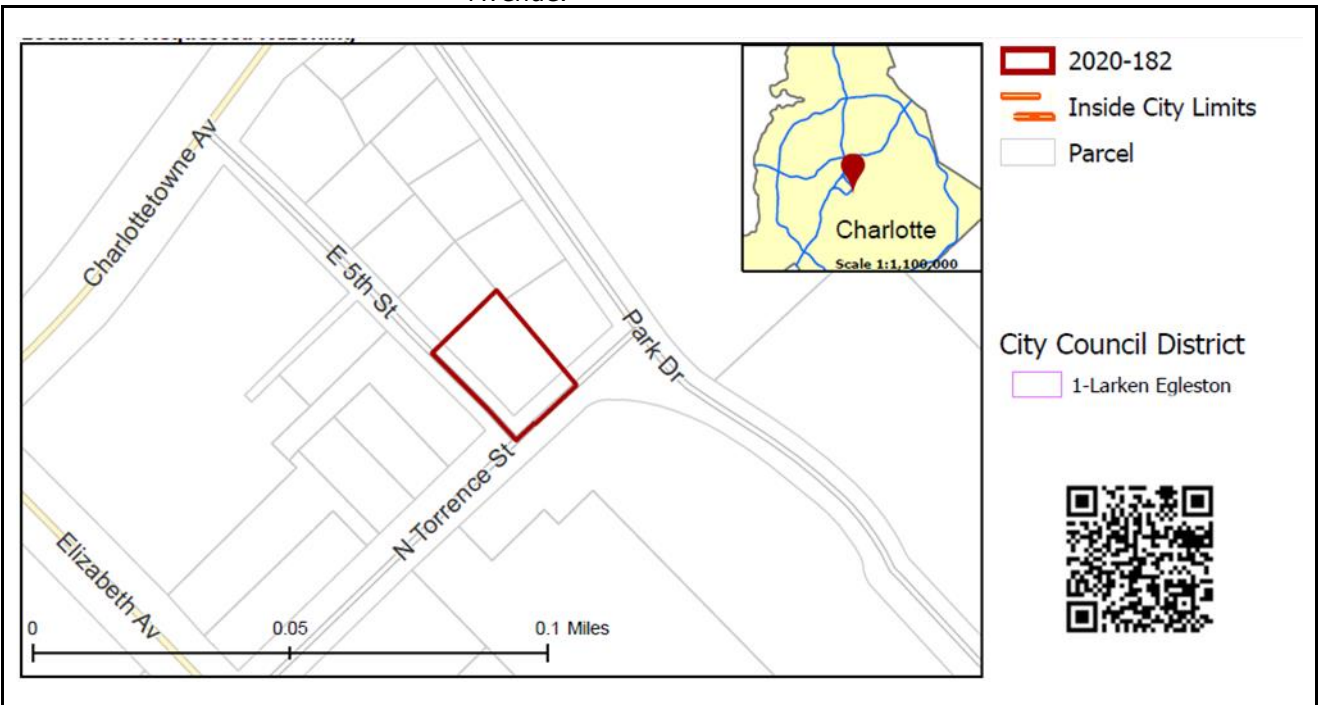 2020-182
Inside City Limits
Parcel
Charlottetowne Av
E 5th St
Park Dr
N Torrence St
Elizabeth Av
Charlotte
Scale 1:1,100,000
City Council District
1-Larken Egleston
0 0.05 0.1 Miles